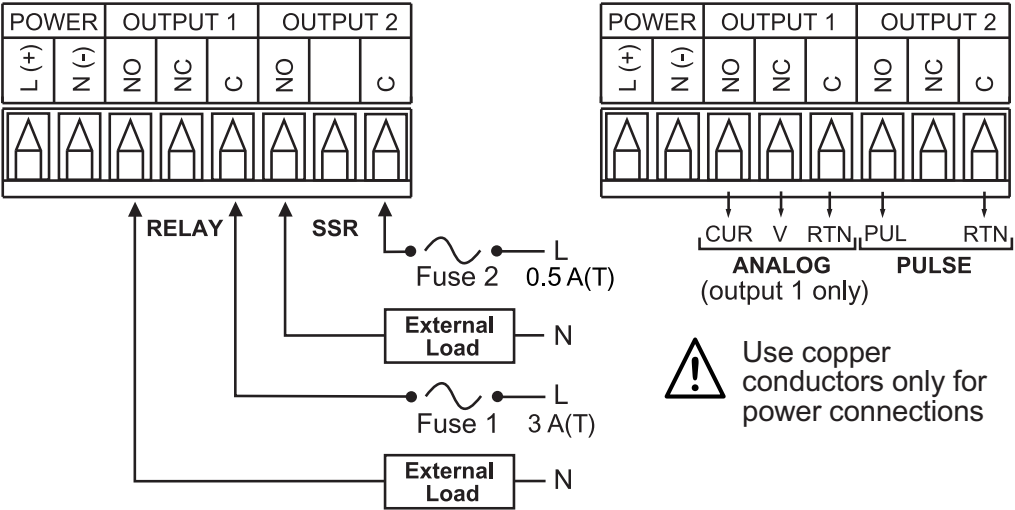 POWER OUTPUT 1 OUTPUT 2
L (+) N (-) NO NC C NO C
RELAY SSR
Fuse 2 L
0.5 A(T)
External
Load N
Fuse 1 L
3 A(T)
External
Load N
POWER OUTPUT 1 OUTPUT 2
L (+) N (-) NO NC C NO NC C
CUR V RTN PUL RTN
ANALOG PULSE
(output 1 only)
Use copper
conductors only for
power connections